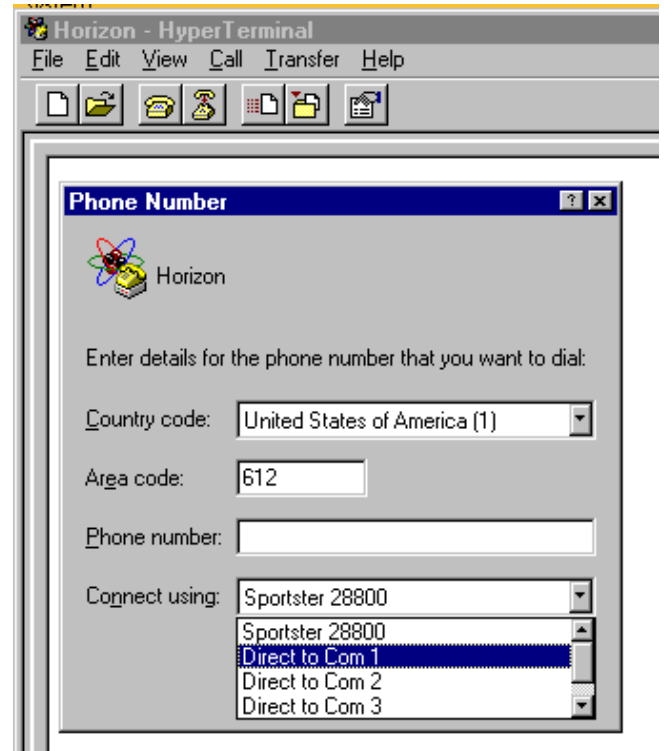 System
Horizon - HyperTerminal
File Edit View Call Transfer Help
Phone Number
Horizon
Enter details for the phone number that you want to dial:
Country code: United States of America (1)
Area code: 612
Phone number:
Connect using: Sportster 28800
Sportster 28800
Direct to Com 1
Direct to Com 2
Direct to Com 3